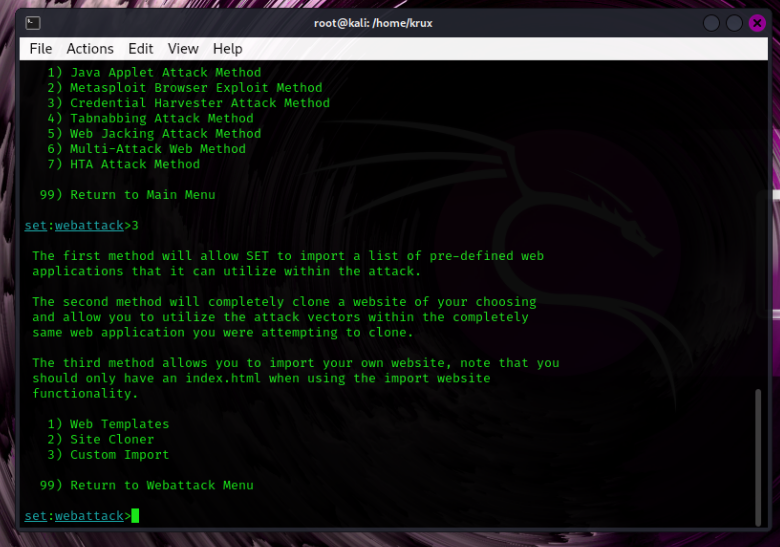 root@kali: /home/krux
File Actions Edit View Help
1) Java Applet Attack Method
2) Metasploit Browser Exploit Method
3) Credential Harvester Attack Method
4) Tabnabbing Attack Method
5) Web Jacking Attack Method
6) Multi-Attack Web Method
7) HTA Attack Method
99) Return to Main Menu
set:webattack>3
The first method will allow SET to import a list of pre-defined web
applications that it can utilize within the attack.
The second method will completely clone a website of your choosing
and allow you to utilize the attack vectors within the completely
same web application you were attempting to clone.
The third method allows you to import your own website, note that you
should only have an index.html when using the import website
functionality.
1) Web Templates
2) Site Cloner
3) Custom Import
99) Return to Webattack Menu
set:webattack>